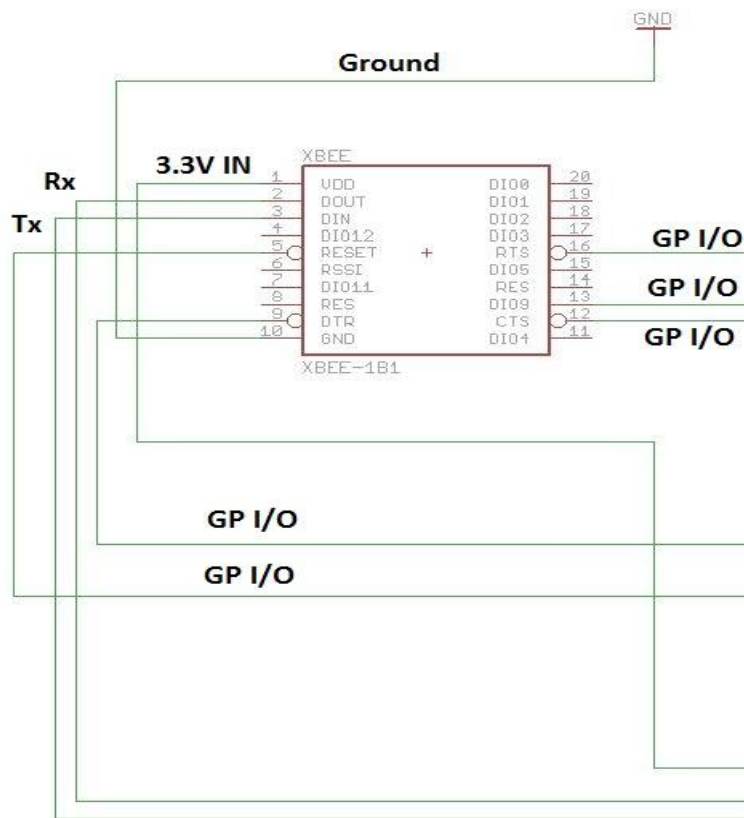 GND
Ground
XBEE
3.3V IN
Rx
Tx
1 VDD DIO0 20
2 DOUT DIO1 19
3 DIN DIO2 18
4 DIO12 DIO3 17
5 RESET RTS 16
6 RSSI DIO5 15
7 DIO11 RES 14
8 RES DIO9 13
9 DTR CTS 12
10 GND DIO4 11
GP I/O
GP I/O
GP I/O
XBEE-1B1
GP I/O
GP I/O